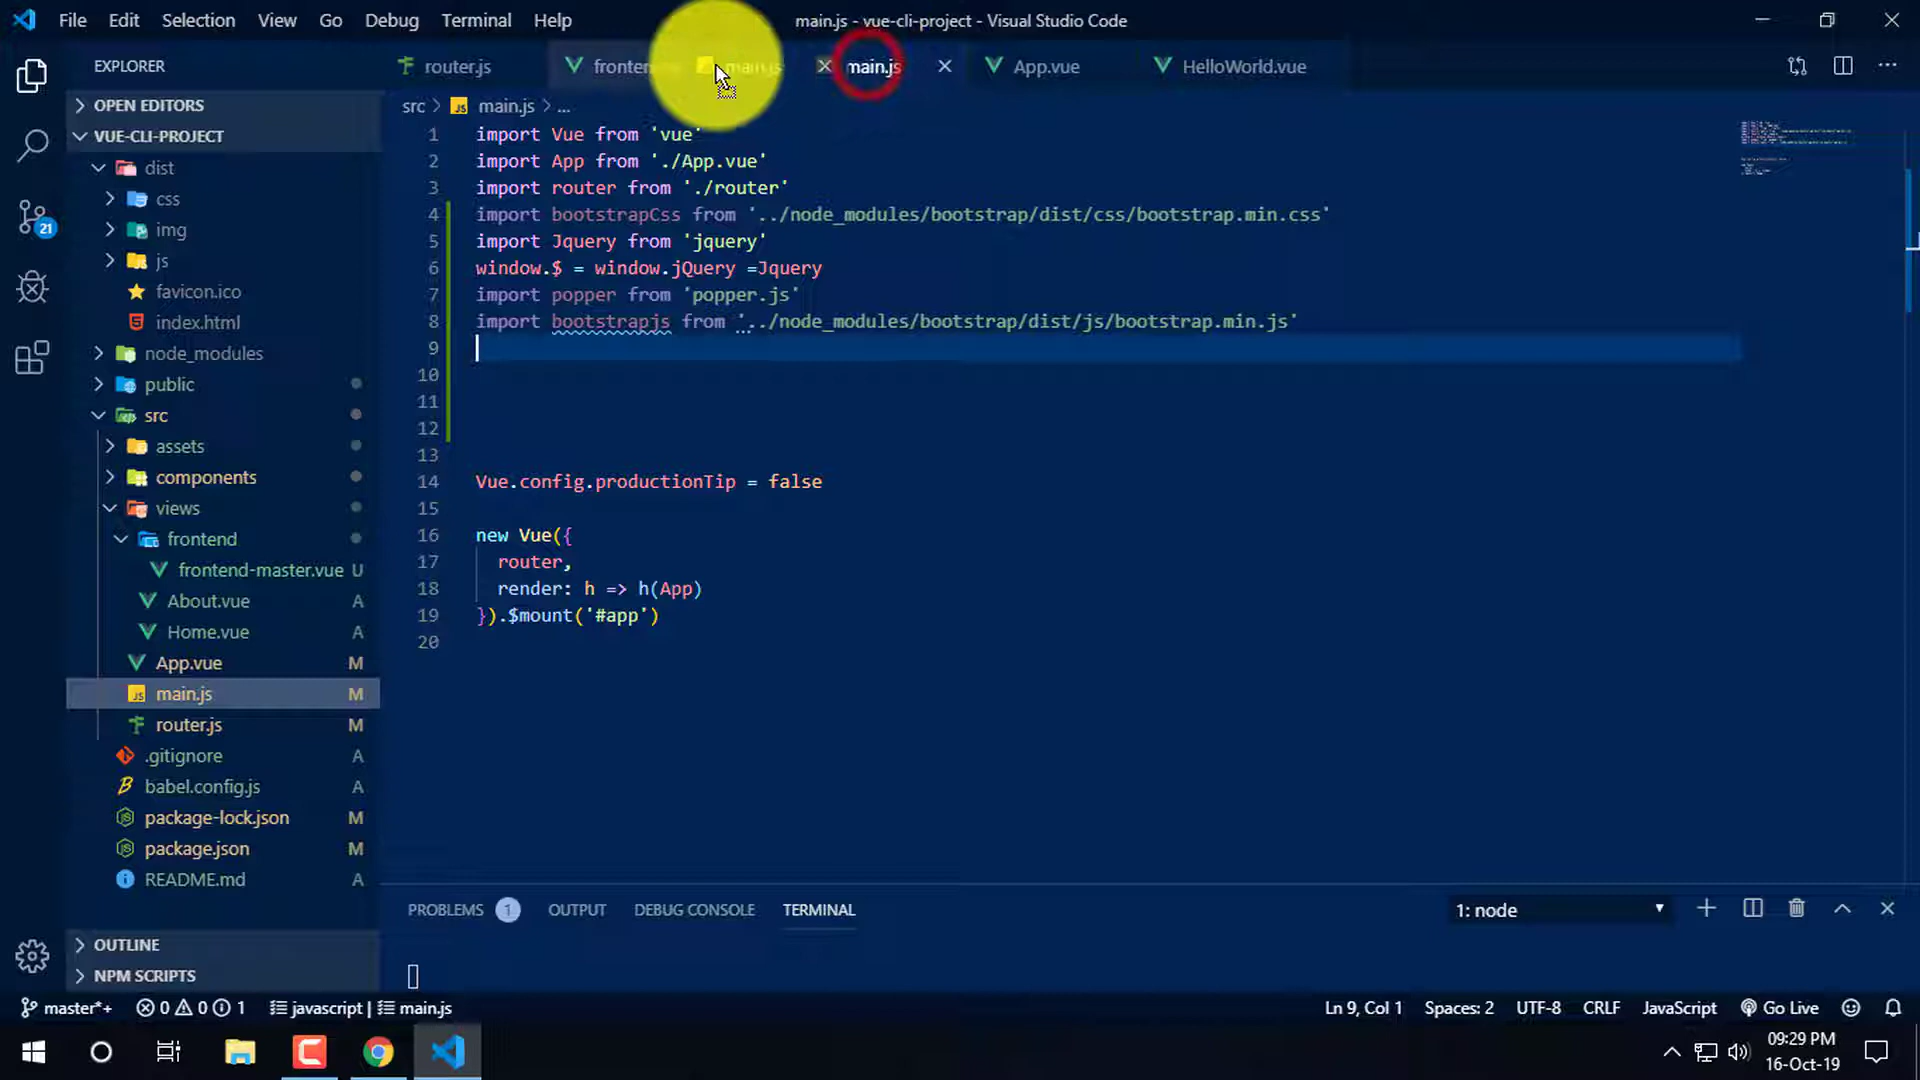 File Edit Selection View Go Debug Terminal Help
main.js - vue-cli-project - Visual Studio Code
EXPLORER
router.js
main.js
main.js
App.vue
HelloWorld.vue
OPEN EDITORS
VUE-CLI-PROJECT
dist
css
img
js
favicon.ico
index.html
node_modules
public
src
assets
components
views
frontend
frontend-master.vue U
About.vue A
Home.vue A
App.vue M
main.js M
router.js M
.gitignore A
babel.config.js A
package-lock.json M
package.json M
README.md A
OUTLINE
NPM SCRIPTS
21
src > main.js > ...
1 import Vue from 'vue'
2 import App from './App.vue'
3 import router from './router'
4 import bootstrapCss from '../node_modules/bootstrap/dist/css/bootstrap.min.css'
5 import Jquery from 'jquery'
6 window.$ = window.jQuery =Jquery
7 import popper from 'popper.js'
8 import bootstrapjs from '../node_modules/bootstrap/dist/js/bootstrap.min.js'
9
10
11
12
13
14 Vue.config.productionTip = false
15
16 new Vue({
17 router,
18 render: h => h(App)
19 }).$mount('#app')
20
PROBLEMS 1 OUTPUT DEBUG CONSOLE TERMINAL
1: node
master*+ 0 0 1 javascript | main.js
Ln 9, Col 1 Spaces: 2 UTF-8 CRLF JavaScript Go Live
09:29 PM
16-Oct-19